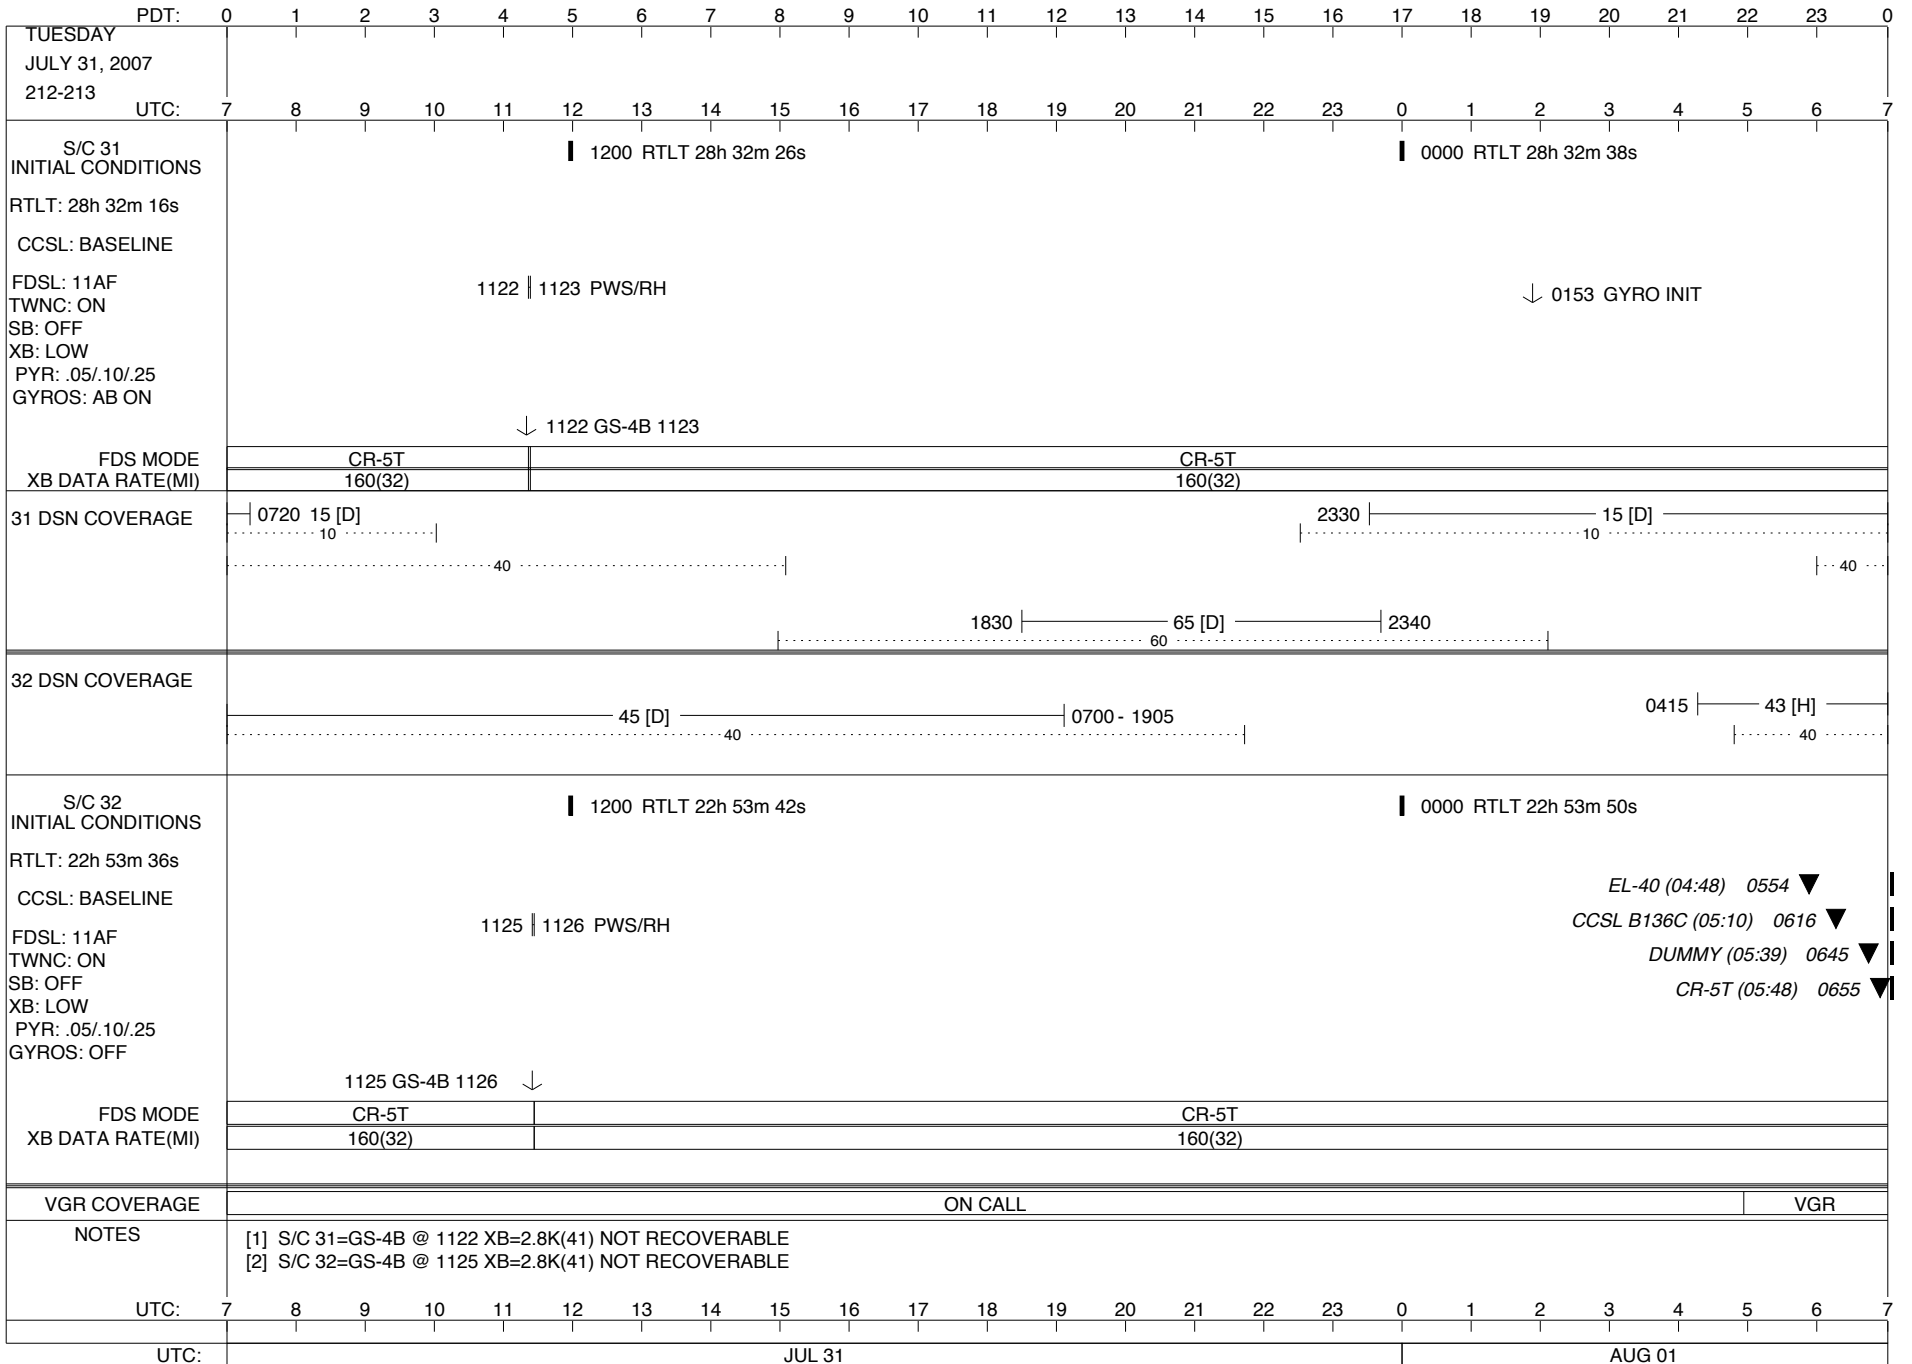 PDT: 0 1 2 3 4 5 6 7 8 9 10 11 12 13 14 15 16 17 18 19 20 21 22 23 0
TUESDAY
JULY 31, 2007
212-213
UTC: 7 8 9 10 11 12 13 14 15 16 17 18 19 20 21 22 23 0 1 2 3 4 5 6 7
S/C 31
INITIAL CONDITIONS
1200 RTLT 28h 32m 26s
0000 RTLT 28h 32m 38s
RTLT: 28h 32m 16s
CCSL: BASELINE
FDSL: 11AF
TWNC: ON
SB: OFF
XB: LOW
PYR: .05/.10/.25
GYROS: AB ON
1122 1123 PWS/RH
0153 GYRO INIT
1122 GS-4B 1123
FDS MODE CR-5T CR-5T
XB DATA RATE(MI) 160(32) 160(32)
31 DSN COVERAGE
0720 15 [D]
2330 15 [D]
10 10
40 40
1830 65 [D] 2340
60
32 DSN COVERAGE
0415 43 [H]
45 [D] 0700 - 1905
40 40
S/C 32
INITIAL CONDITIONS
1200 RTLT 22h 53m 42s
0000 RTLT 22h 53m 50s
RTLT: 22h 53m 36s
CCSL: BASELINE
FDSL: 11AF
TWNC: ON
SB: OFF
XB: LOW
PYR: .05/.10/.25
GYROS: OFF
1125 1126 PWS/RH
EL-40 (04:48) 0554
CCSL B136C (05:10) 0616
DUMMY (05:39) 0645
CR-5T (05:48) 0655
1125 GS-4B 1126
FDS MODE CR-5T CR-5T
XB DATA RATE(MI) 160(32) 160(32)
VGR COVERAGE ON CALL VGR
NOTES
[1] S/C 31=GS-4B @ 1122 XB=2.8K(41) NOT RECOVERABLE
[2] S/C 32=GS-4B @ 1125 XB=2.8K(41) NOT RECOVERABLE
UTC: 7 8 9 10 11 12 13 14 15 16 17 18 19 20 21 22 23 0 1 2 3 4 5 6 7
UTC: JUL 31 AUG 01